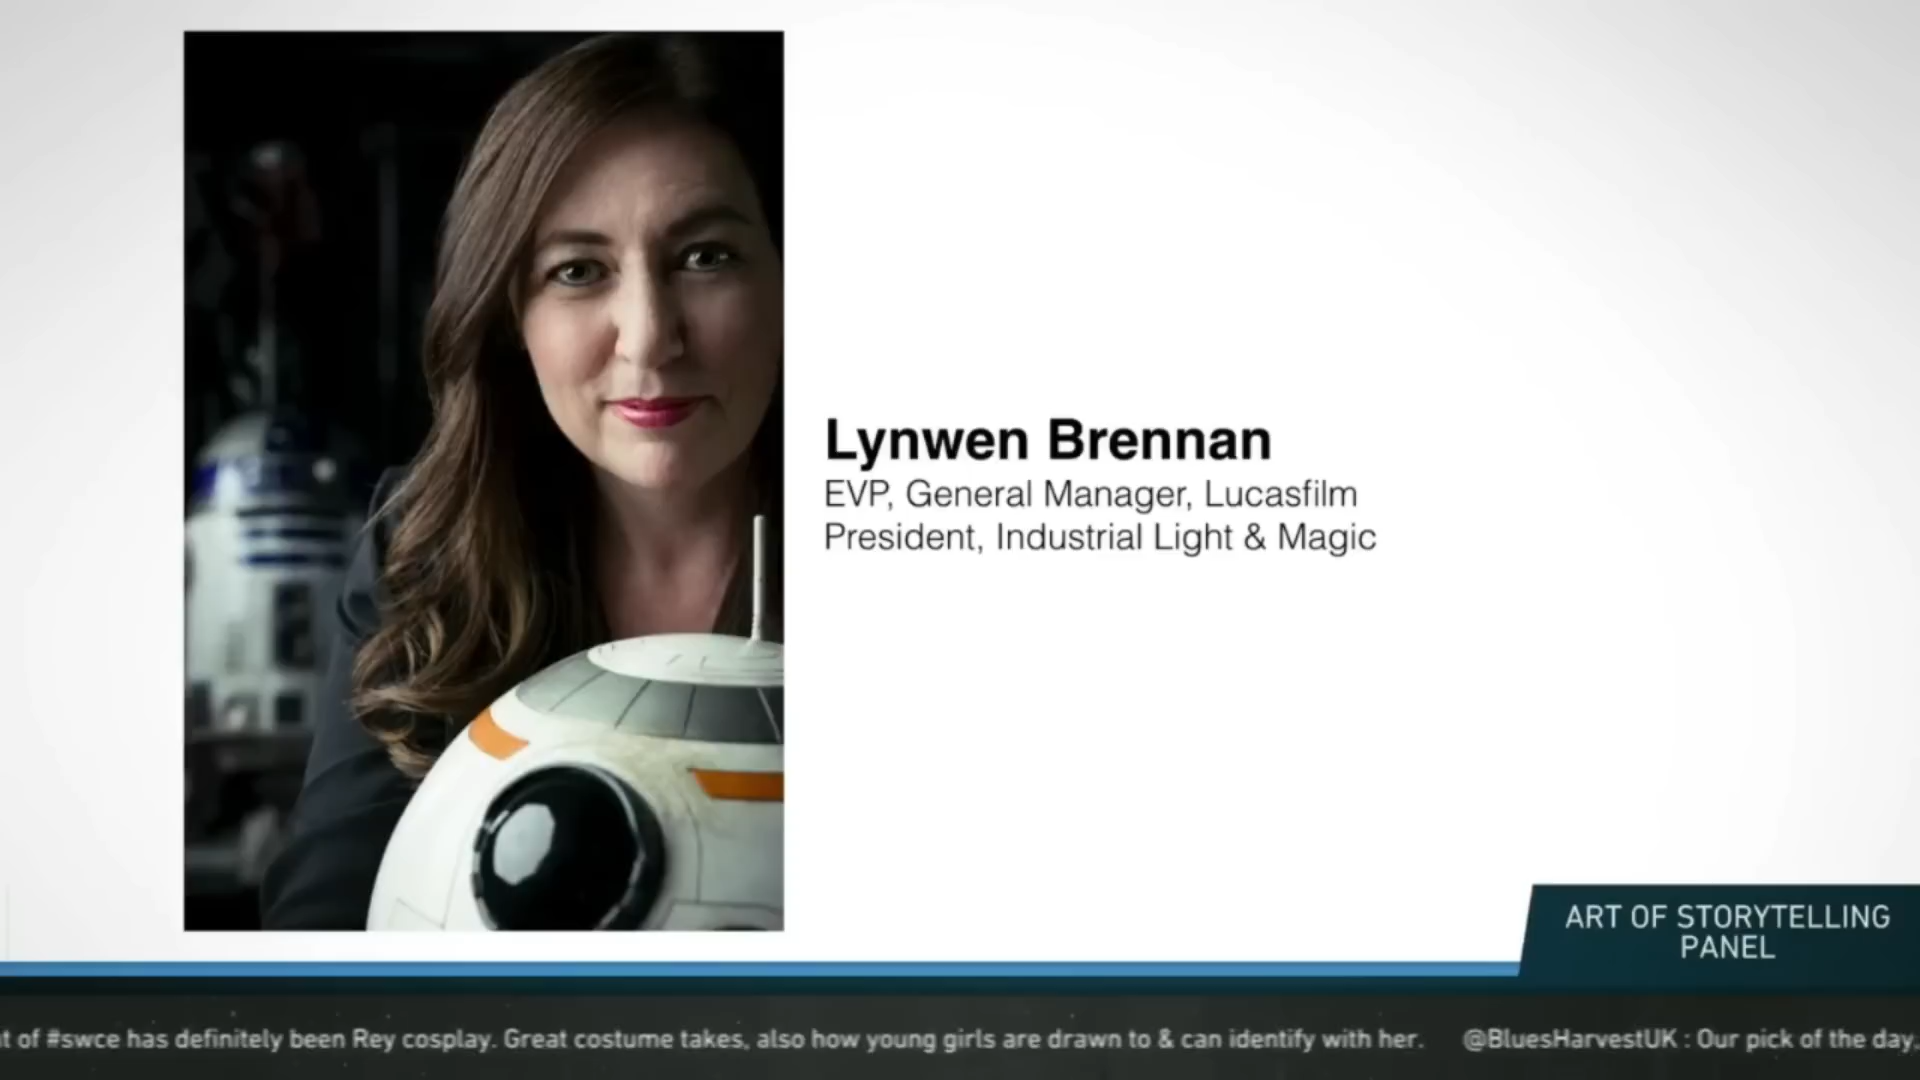 Lynwen Brennan
EVP, General Manager, Lucasfilm
President, Industrial Light & Magic
ART OF STORYTELLING
PANEL
of #swce has definitely been Rey cosplay. Great costume takes, also how young girls are drawn to & can identify with her. @BluesHarvestUK : Our pick of the day,